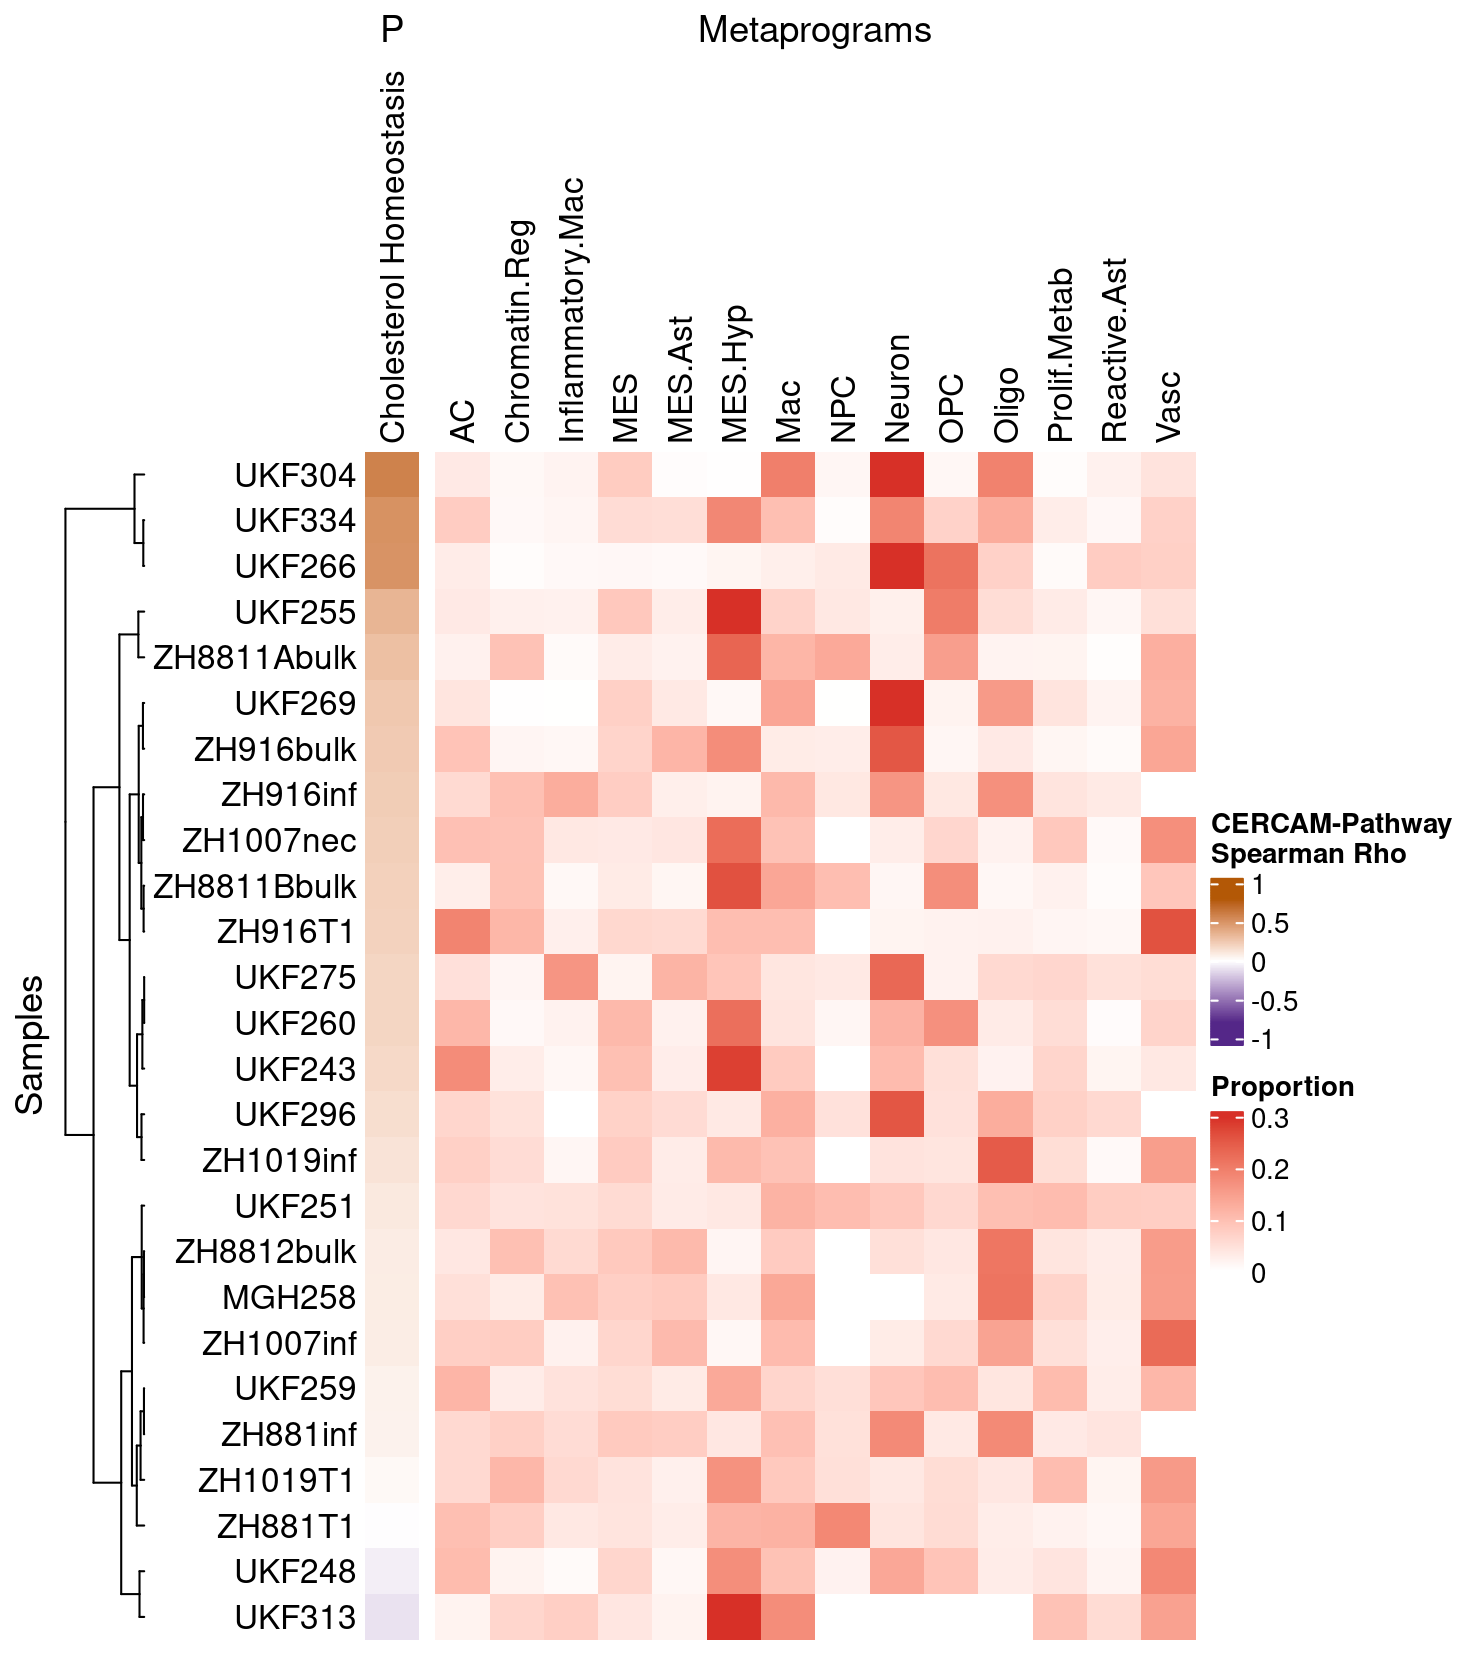 P
Metaprograms
Cholesterol Homeostasis
AC
Chromatin.Reg
Inflammatory.Mac
MES
MES.Ast
MES.Hyp
Mac
NPC
Neuron
OPC
Oligo
Prolif.Metab
Reactive.Ast
Vasc
Samples
UKF304
UKF334
UKF266
UKF255
ZH8811Abulk
UKF269
ZH916bulk
ZH916inf
ZH1007nec
ZH8811Bbulk
ZH916T1
UKF275
UKF260
UKF243
UKF296
ZH1019inf
UKF251
ZH8812bulk
MGH258
ZH1007inf
UKF259
ZH881inf
ZH1019T1
ZH881T1
UKF248
UKF313
CERCAM-Pathway
Spearman Rho
1
0.5
0
-0.5
-1
Proportion
0.3
0.2
0.1
0